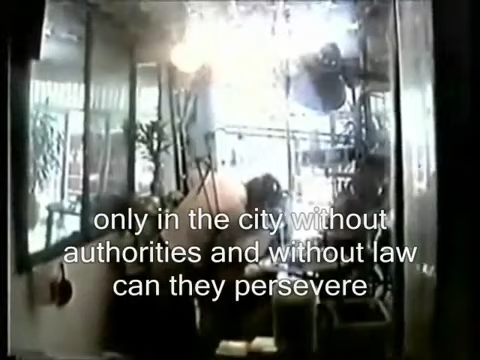 only in the city without
authorities and without law
can they persevere